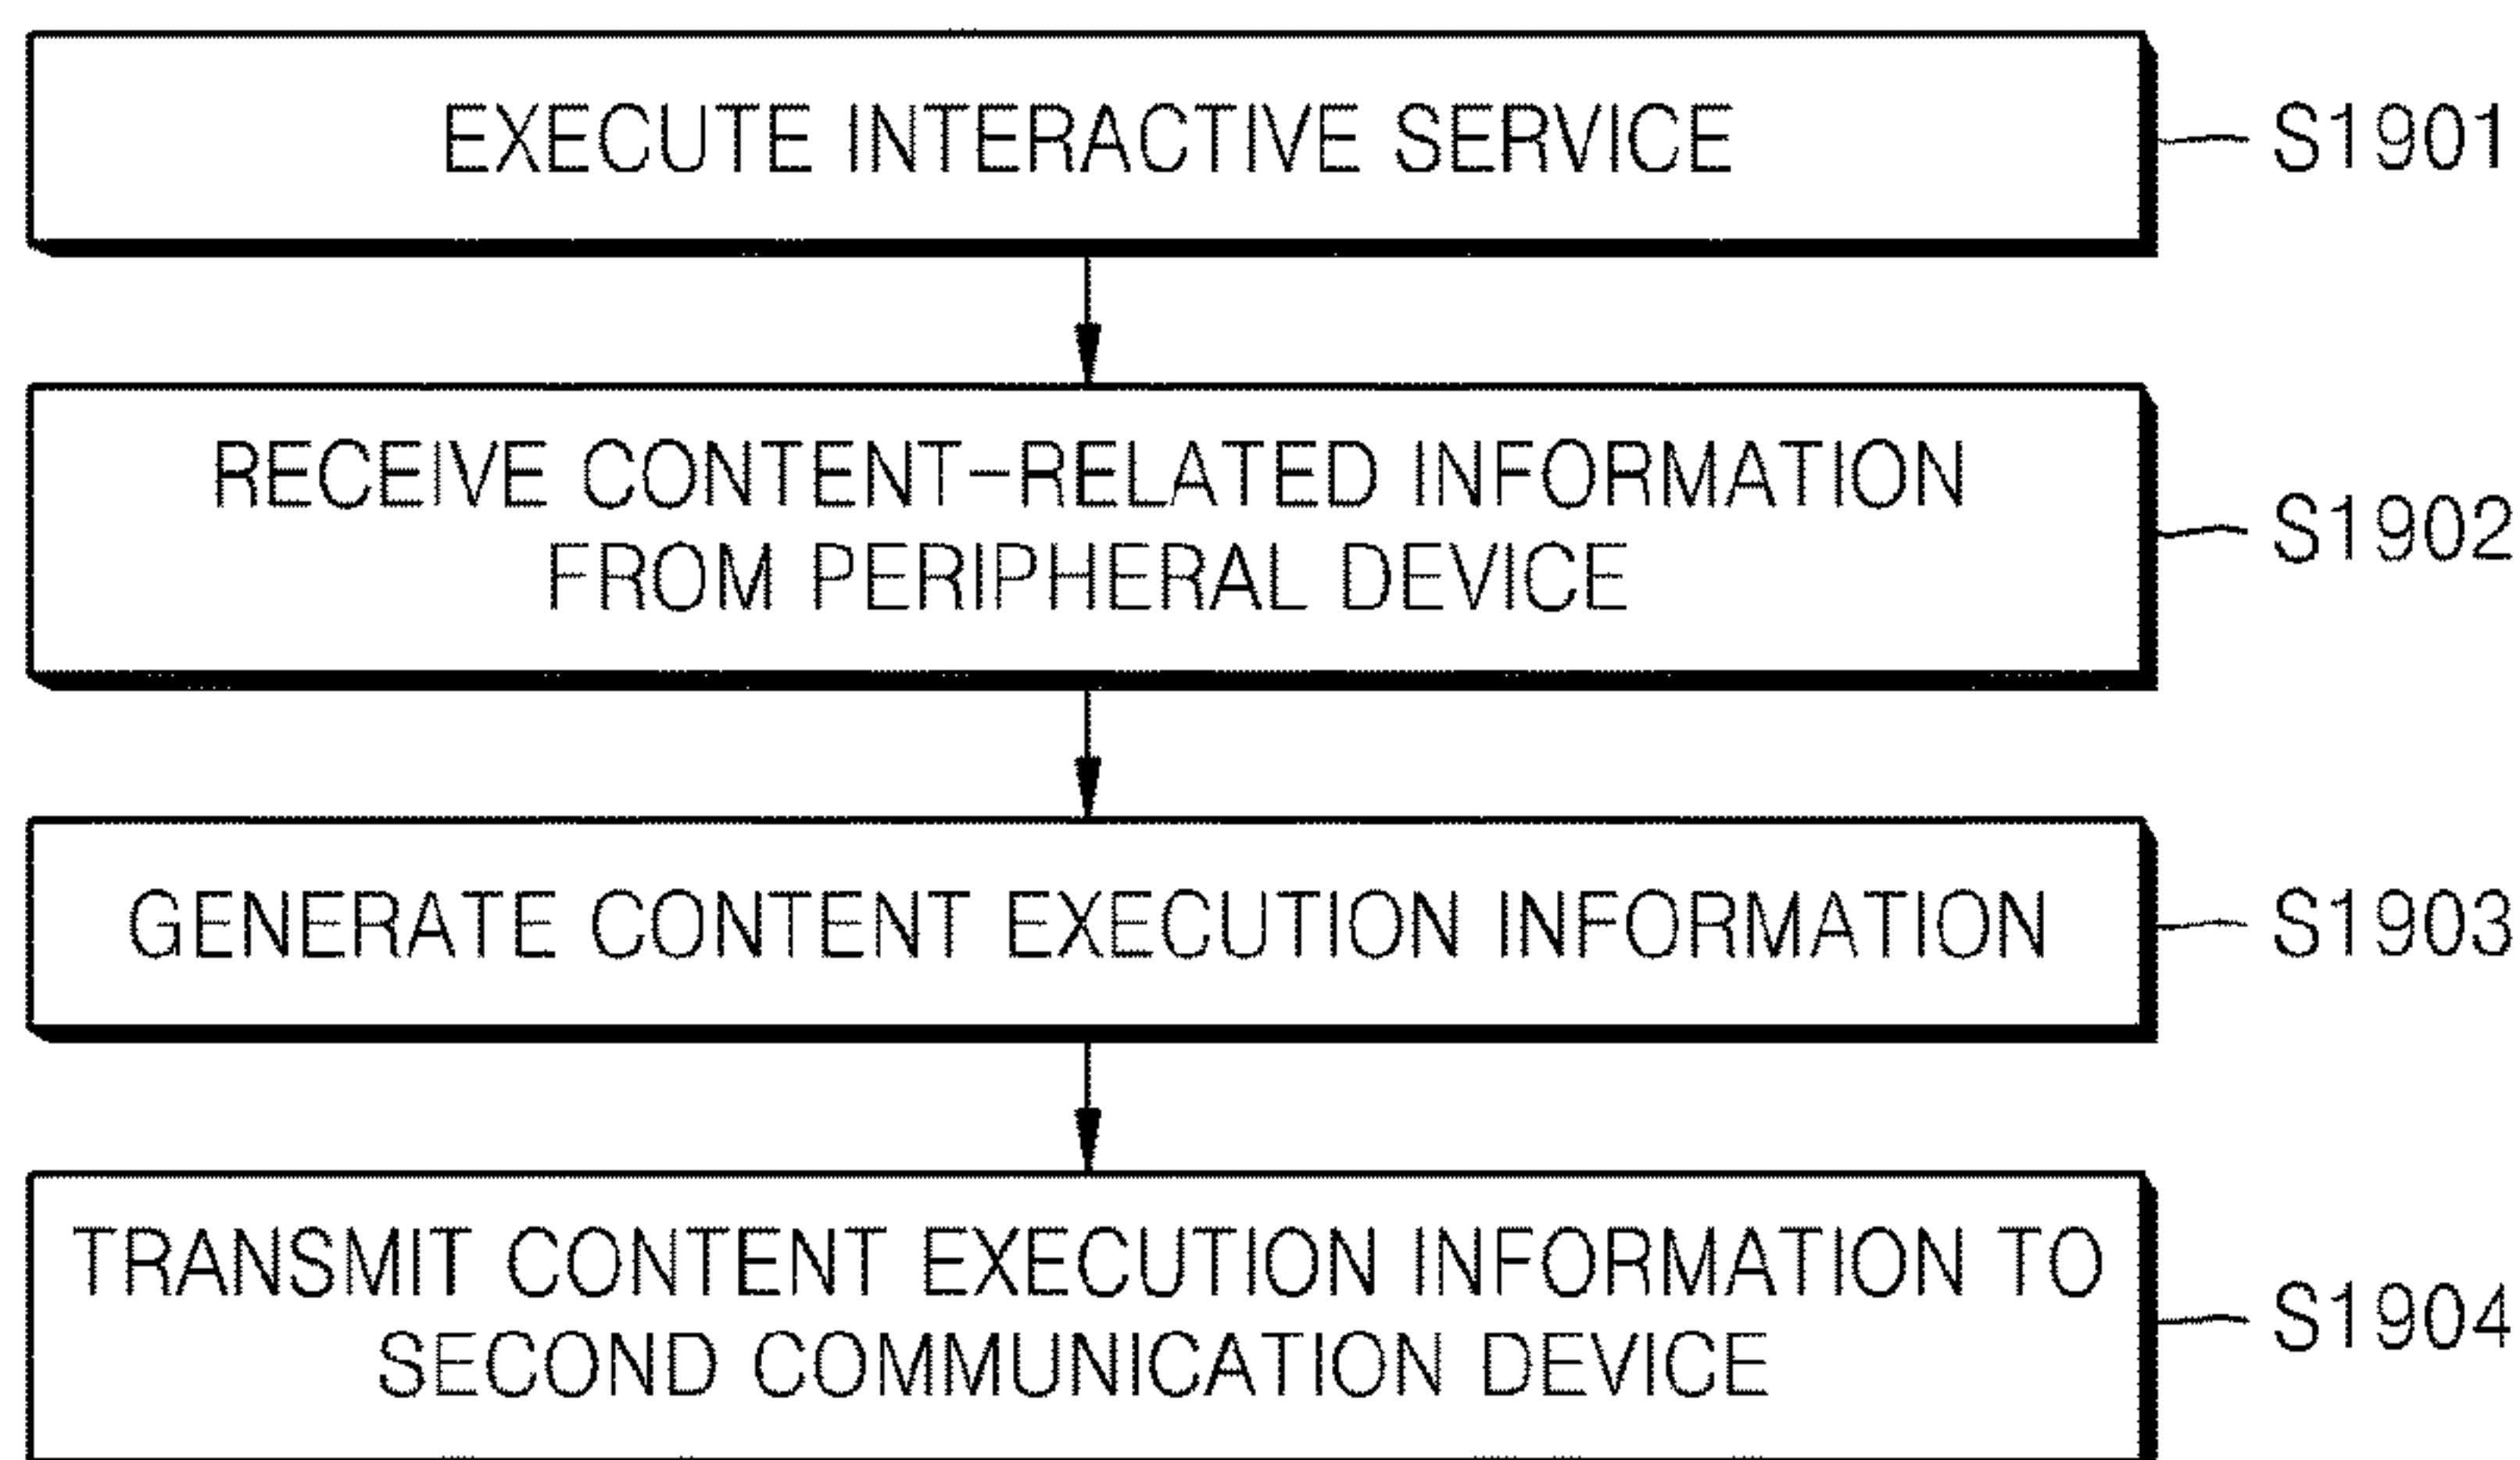 EXECUTE INTERACTIVE SERVICE
S1901
RECEIVE CONTENT-RELATED INFORMATION
FROM PERIPHERAL DEVICE
S1902
GENERATE CONTENT EXECUTION INFORMATION
S1903
TRANSMIT CONTENT EXECUTION INFORMATION TO
SECOND COMMUNICATION DEVICE
S1904